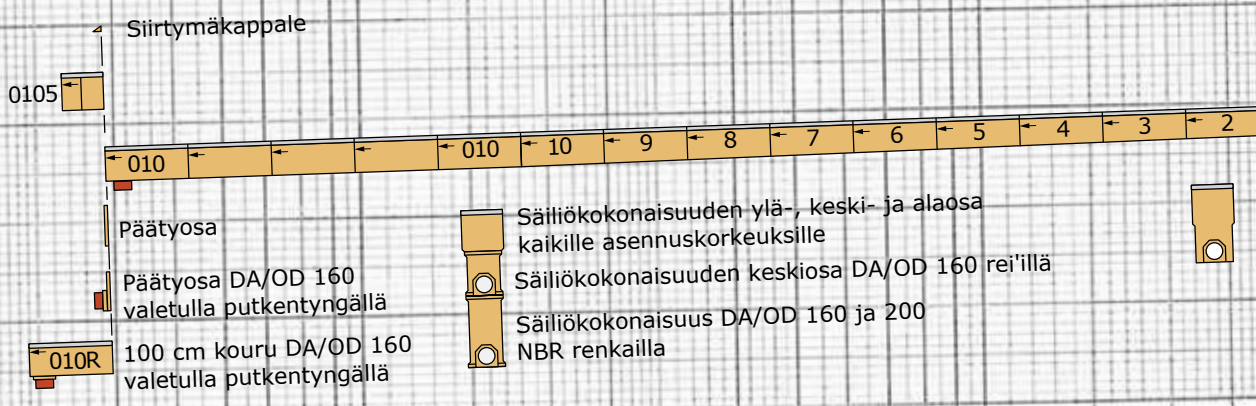 Siirtymäkappale
0105
010 010 10 9 8 7 6 5 4 3 2
Päätyosa
Säiliökokonaisuuden ylä-, keski- ja alaosa
kaikille asennuskorkeuksille
Päätyosa DA/OD 160
valetulla putkentyngällä
Säiliökokonaisuuden keskiosa DA/OD 160 rei'illä
Säiliökokonaisuus DA/OD 160 ja 200
NBR renkailla
010R
100 cm kouru DA/OD 160
valetulla putkentyngällä